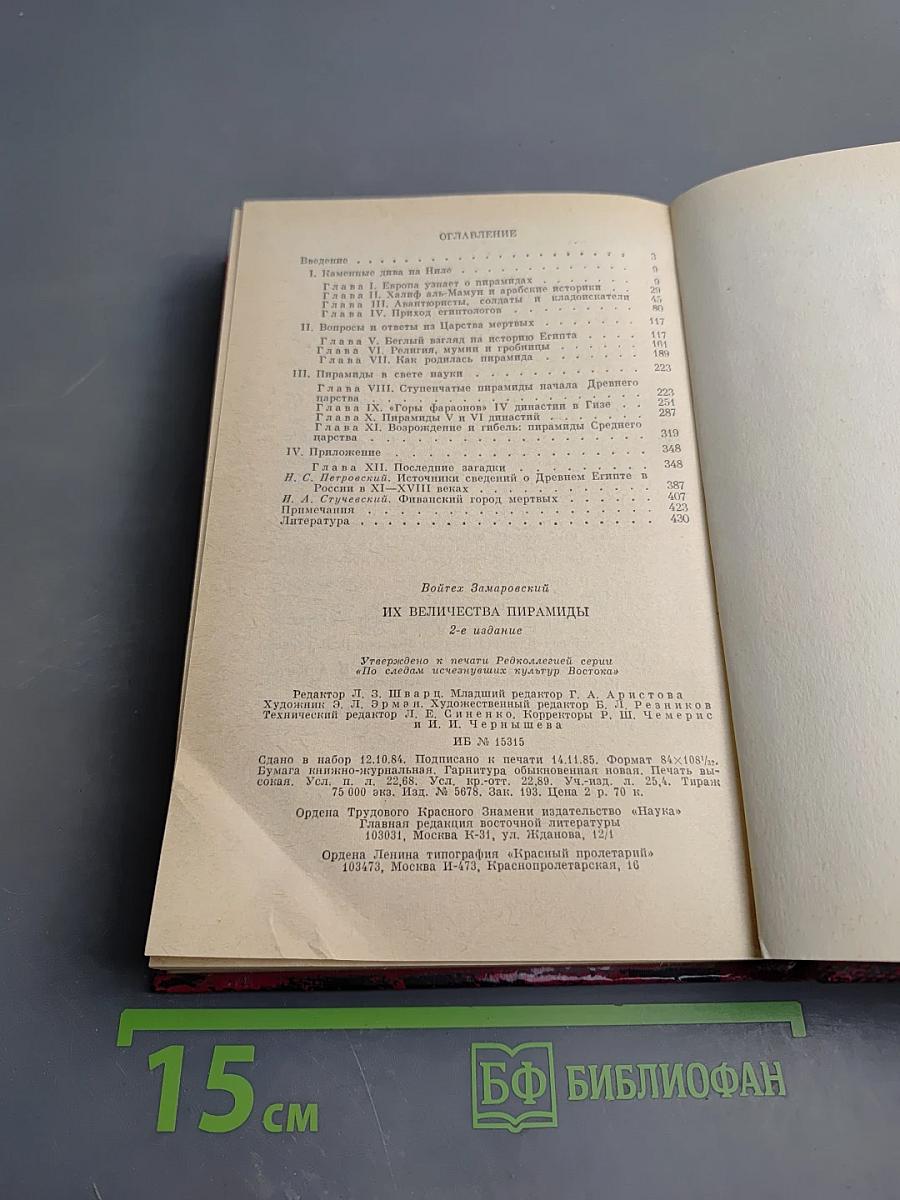 ОГЛАВЛЕНИЕ
Введение . . . . . . . . . . . . . . . . . . . . 3
I. Каменные дива на Ниле . . . . . . . . . . . . 9
Глава I. Европа узнает о пирамидах . . . . . . . 9
Глава II. Халиф аль-Мамун и арабские историки . . 29
Глава III. Авантюристы, солдаты и кладоискатели 45
Глава IV. Приход египтологов . . . . . . . . . 80
II. Вопросы и ответы из Царства мертвых . . . . . . 117
Глава V. Беглый взгляд на историю Египта . . . . 117
Глава VI. Религия, мумии и гробницы . . . . . . 161
Глава VII. Как родилась пирамида . . . . . . . 189
III. Пирамиды в свете науки . . . . . . . . . . . 223
Глава VIII. Ступенчатые пирамиды начала Древнего
царства . . . . . . . . . . . . . . . . . . 223
Глава IX. «Горы фараонов» IV династии в Гизе . . 251
Глава X. Пирамиды V и VI династий . . . . . . . 287
Глава XI. Возрождение и гибель: пирамиды Среднего
царства . . . . . . . . . . . . . . . . . . 319
IV. Приложение . . . . . . . . . . . . . . . . . 348
Глава XII. Последние загадки . . . . . . . . . 348
Н. С. Петровский. Источники сведений о Древнем Египте в
России в XI—XVIII веках . . . . . . . . . . . . 387
И. А. Стучевский. Фиванский город мертвых . . . . . . 407
Примечания . . . . . . . . . . . . . . . . . . . 423
Литература . . . . . . . . . . . . . . . . . . . 430
Войтех Замаровский
ИХ ВЕЛИЧЕСТВА ПИРАМИДЫ
2-е издание
Утверждено к печати Редколлегией серии
«По следам исчезнувших культур Востока»
Редактор Л. З. Шварц. Младший редактор Г. А. Аристова
Художник Э. Л. Эрман. Художественный редактор Б. Л. Резников
Технический редактор Л. Е. Синенко. Корректоры Р. Ш. Чемерис
и И. И. Чернышева
ИБ № 15315
Сдано в набор 12.10.84. Подписано к печати 14.11.85. Формат 84×108¹/₃₂.
Бумага книжно-журнальная. Гарнитура обыкновенная новая. Печать вы-
сокая. Усл. п. л. 22,68. Усл. кр.-отт. 22,89. Уч.-изд. л. 25,4. Тираж
75 000 экз. Изд. № 5678. Зак. 193. Цена 2 р. 70 к.
Ордена Трудового Красного Знамени издательство «Наука»
Главная редакция восточной литературы
103031, Москва К-31, ул. Жданова, 12/1
Ордена Ленина типография «Красный пролетарий»
103473, Москва И-473, Краснопролетарская, 16
15 см
БФ БИБЛИОФАН